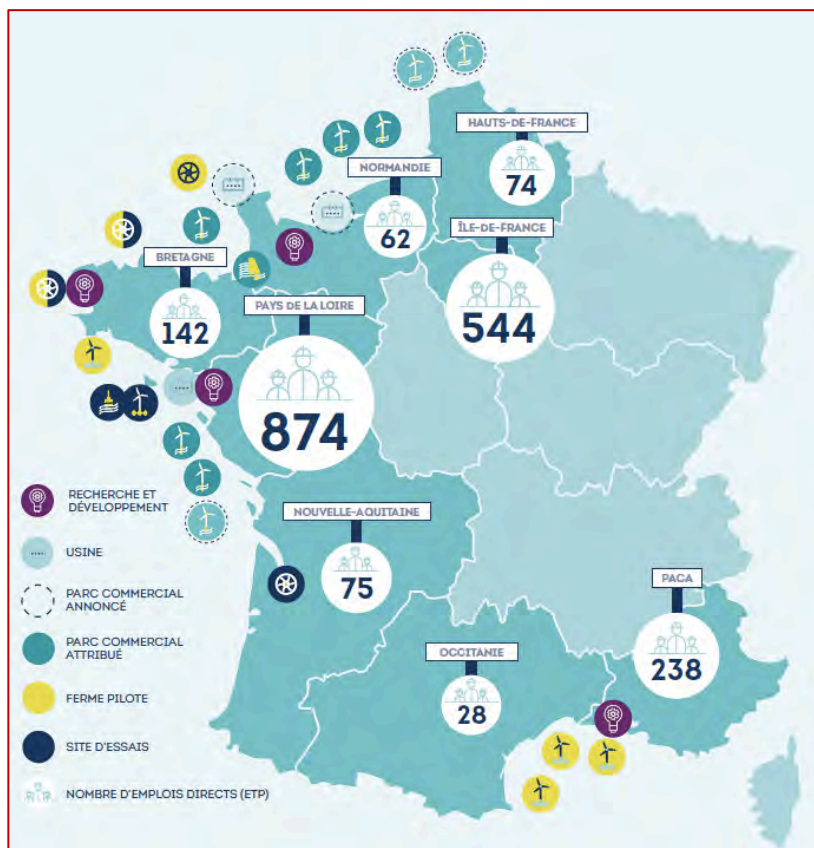 HAUTS-DE-FRANCE
74
NORMANDIE
62
ÎLE-DE-FRANCE
544
BRETAGNE
142
PAYS DE LA LOIRE
874
NOUVELLE-AQUITAINE
75
PACA
238
OCCITANIE
28
RECHERCHE ET
DÉVELOPPEMENT
USINE
PARC COMMERCIAL
ANNONCÉ
PARC COMMERCIAL
ATTRIBUÉ
FERME PILOTE
SITE D'ESSAIS
NOMBRE D'EMPLOIS DIRECTS (ETP)